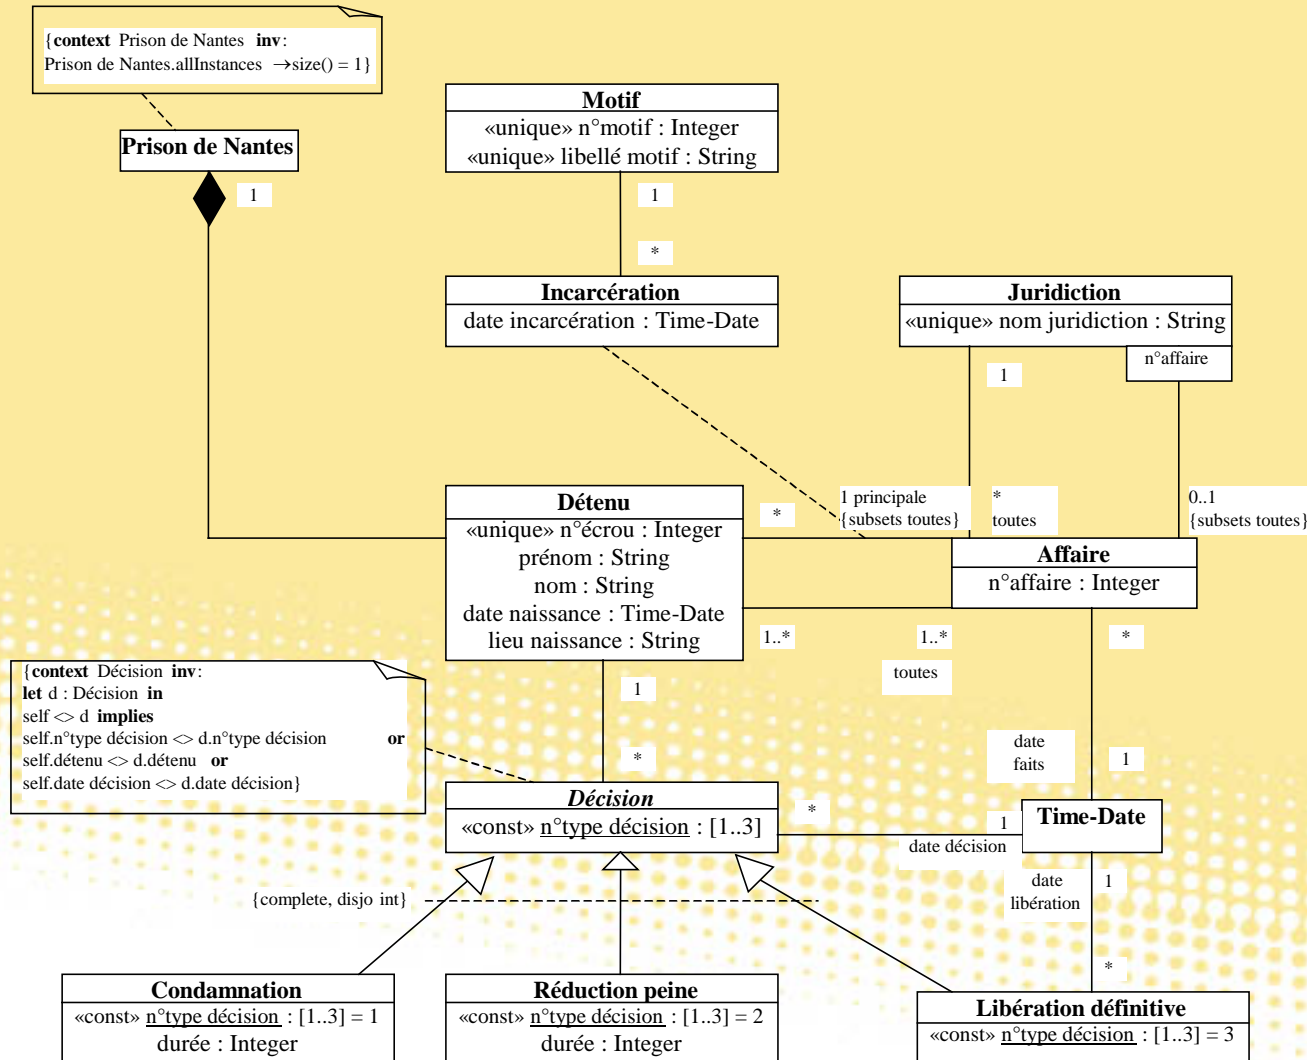 {context Prison de Nantes inv:
Prison de Nantes.allInstances →size() = 1}
Prison de Nantes
1
Motif
«unique» n°motif : Integer
«unique» libellé motif : String
1
*
Incarcération
date incarcération : Time-Date
Juridiction
«unique» nom juridiction : String
n°affaire
1
Détenu
«unique» n°écrou : Integer
prénom : String
nom : String
date naissance : Time-Date
lieu naissance : String
*
1 principale
{subsets toutes}
*
toutes
0..1
{subsets toutes}
Affaire
n°affaire : Integer
1..*
1..*
toutes
*
{context Décision inv:
let d : Décision in
self <> d implies
self.n°type décision <> d.n°type décision or
self.détenu <> d.détenu or
self.date décision <> d.date décision}
1
*
date
faits
1
Décision
«const» n°type décision : [1..3]
*
1
date décision
Time-Date
date
libération
1
*
{complete, disjo int}
Condamnation
«const» n°type décision : [1..3] = 1
durée : Integer
Réduction peine
«const» n°type décision : [1..3] = 2
durée : Integer
Libération définitive
«const» n°type décision : [1..3] = 3